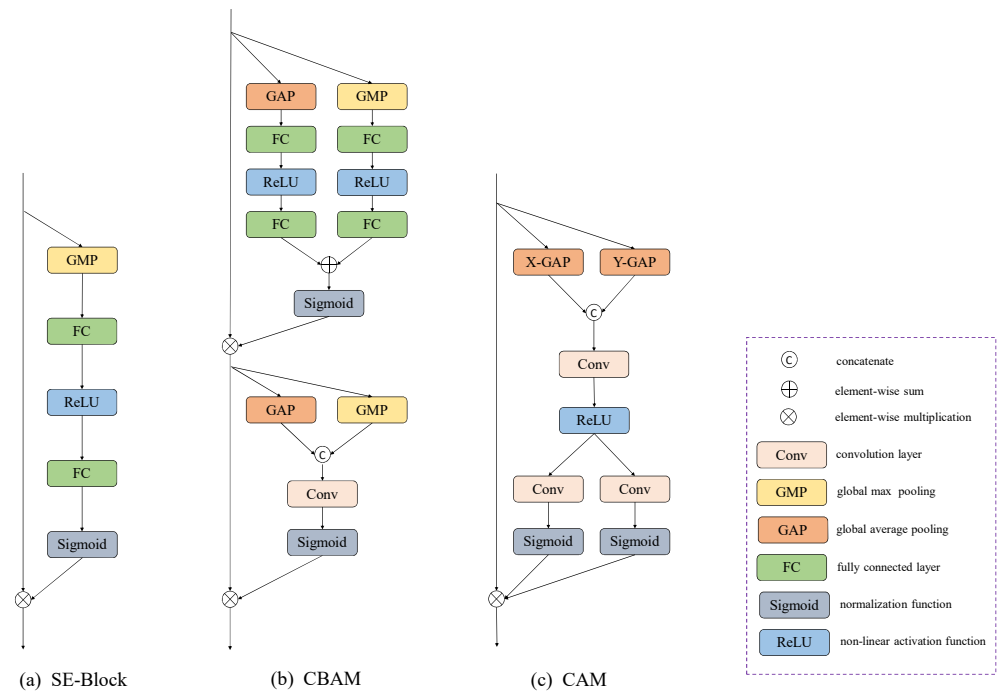 GMP
FC
ReLU
FC
Sigmoid
(a) SE-Block
GAP GMP
FC FC
ReLU ReLU
FC FC
Sigmoid
GAP GMP
C
Conv
Sigmoid
(b) CBAM
X-GAP Y-GAP
C
Conv
ReLU
Conv Conv
Sigmoid Sigmoid
(c) CAM
C concatenate
element-wise sum
element-wise multiplication
Conv convolution layer
GMP global max pooling
GAP global average pooling
FC fully connected layer
Sigmoid normalization function
ReLU non-linear activation function